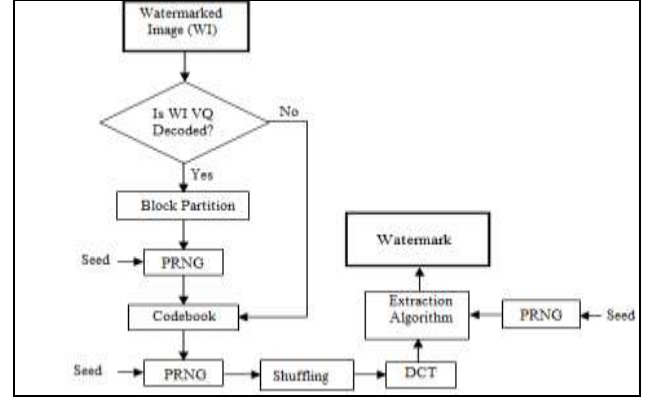 Watermarked
Image (WI)
Is WI VQ
Decoded?
No
Yes
Block Partition
Seed
PRNG
Codebook
Seed
PRNG
Shuffling
DCT
Extraction
Algorithm
PRNG
Seed
Watermark